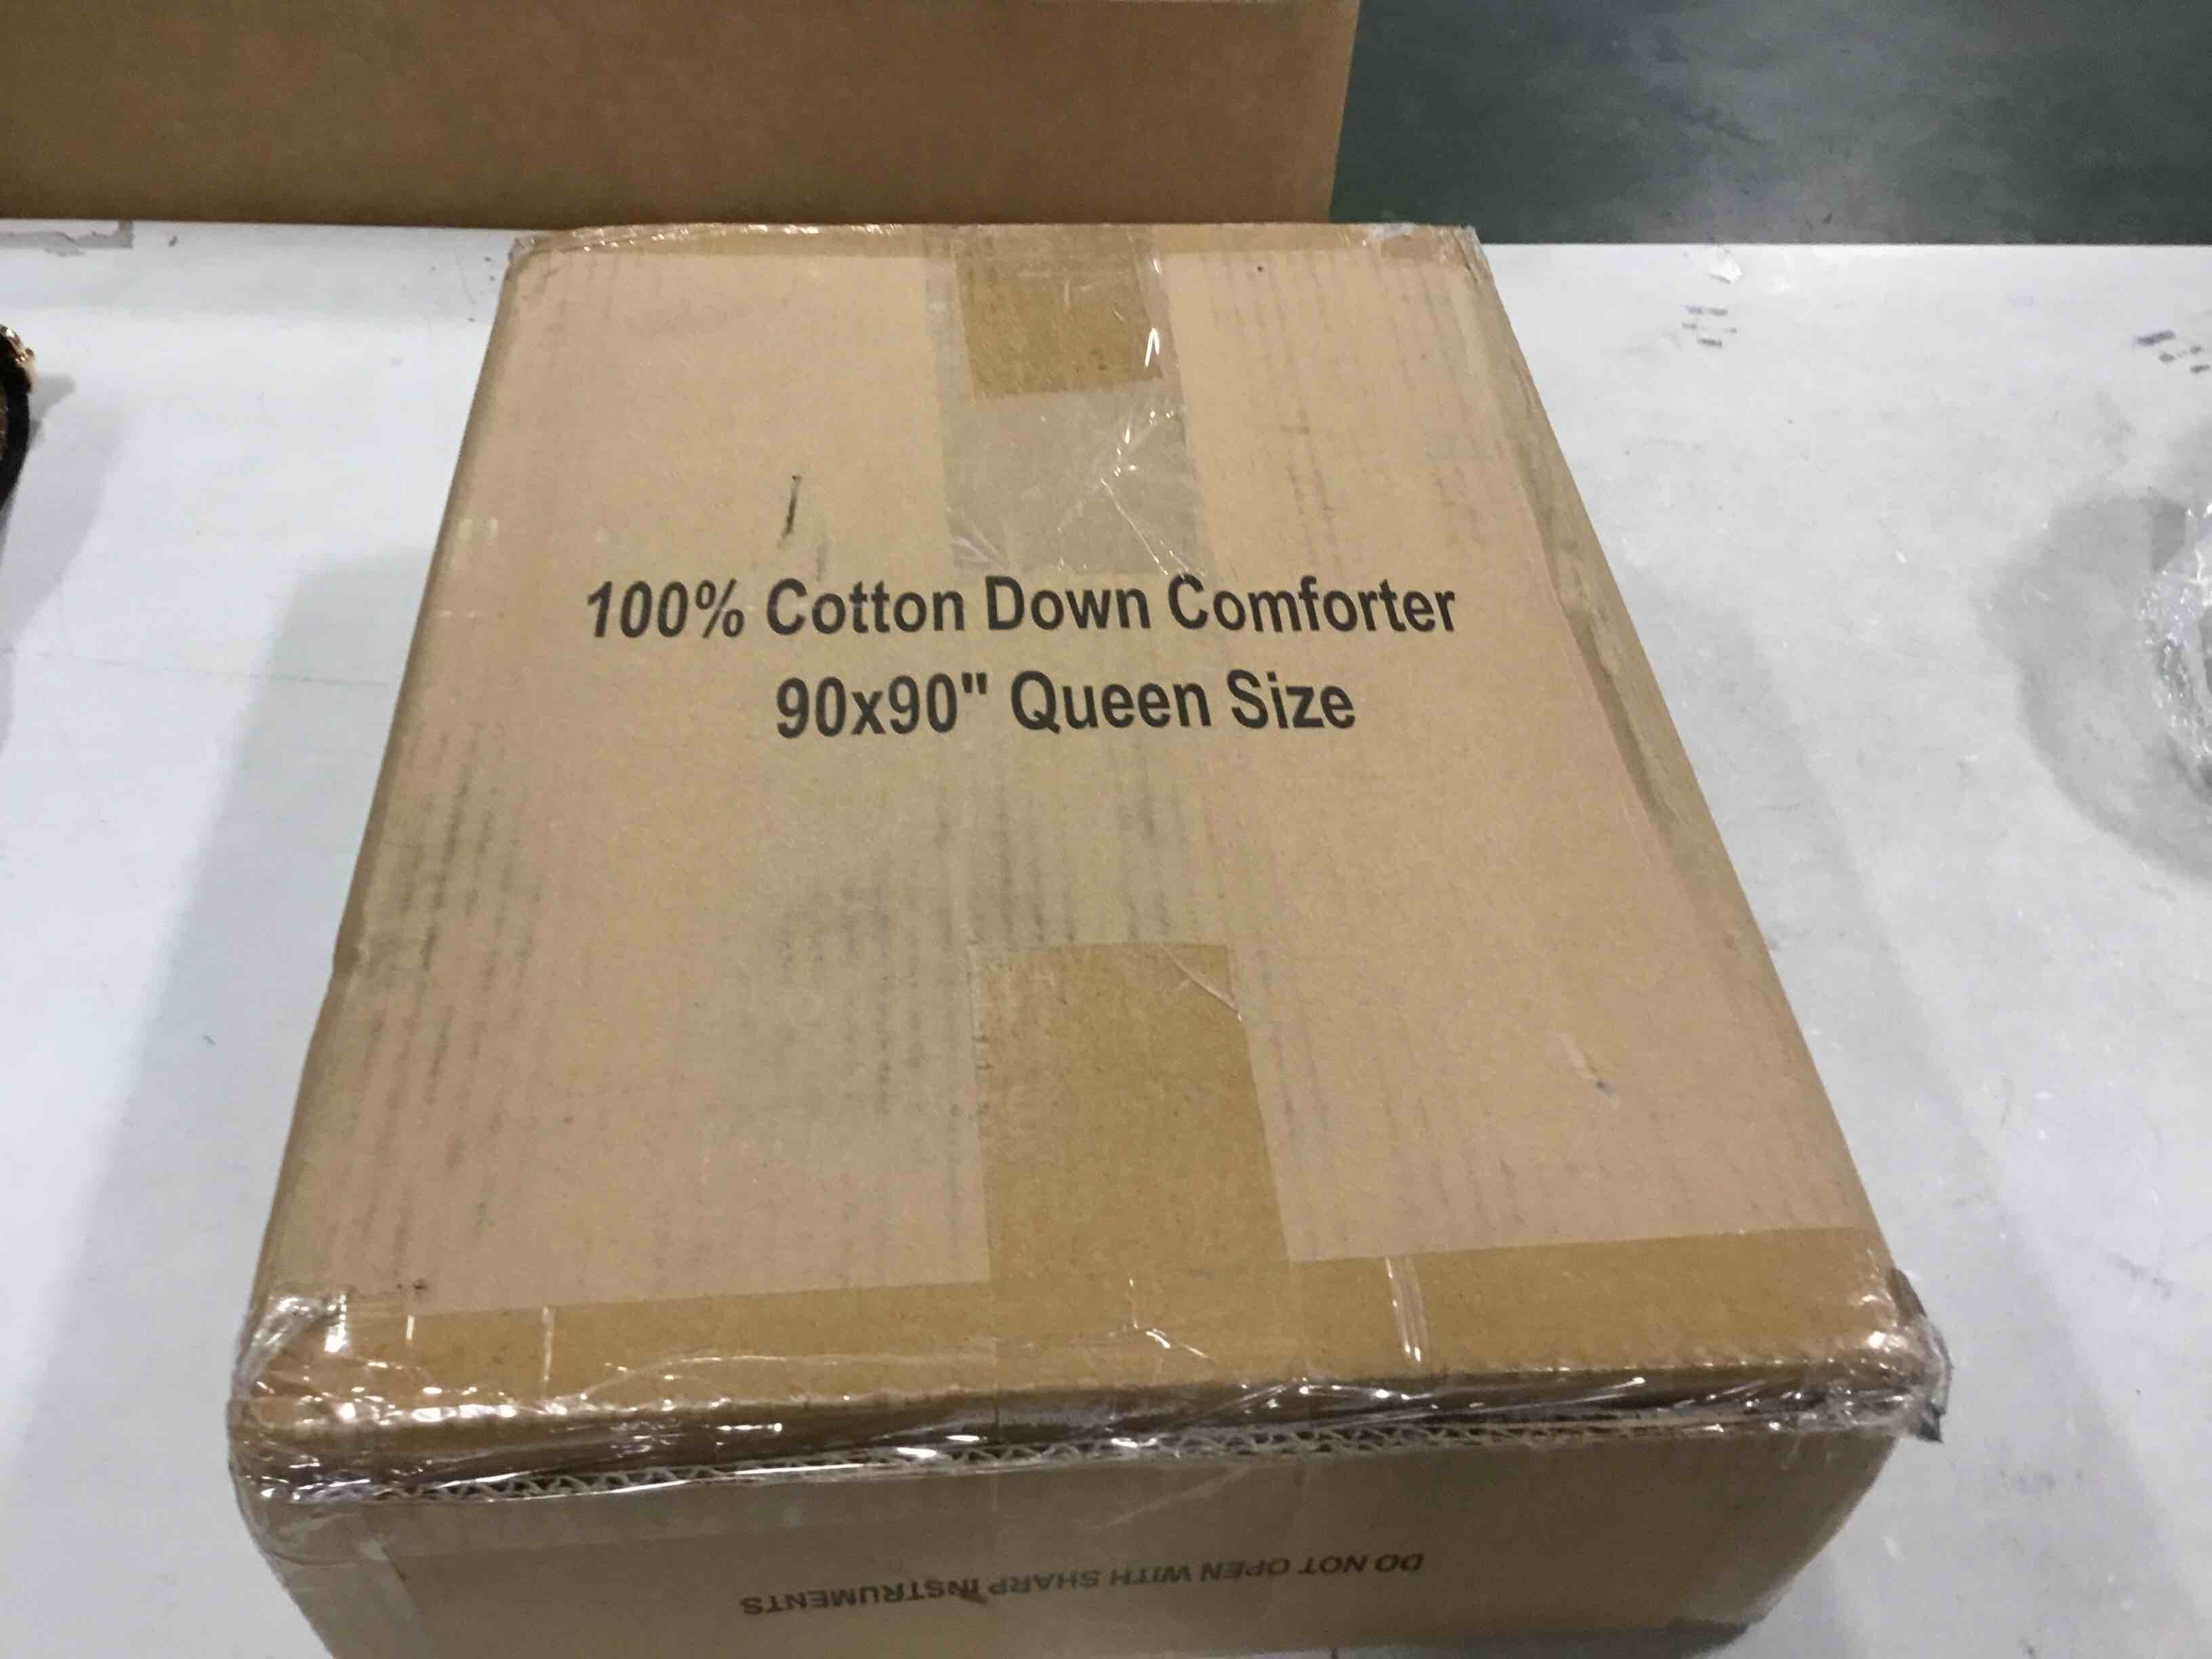 100% Cotton Down Comforter
90x90" Queen Size
DO NOT OPEN WITH SHARP INSTRUMENTS